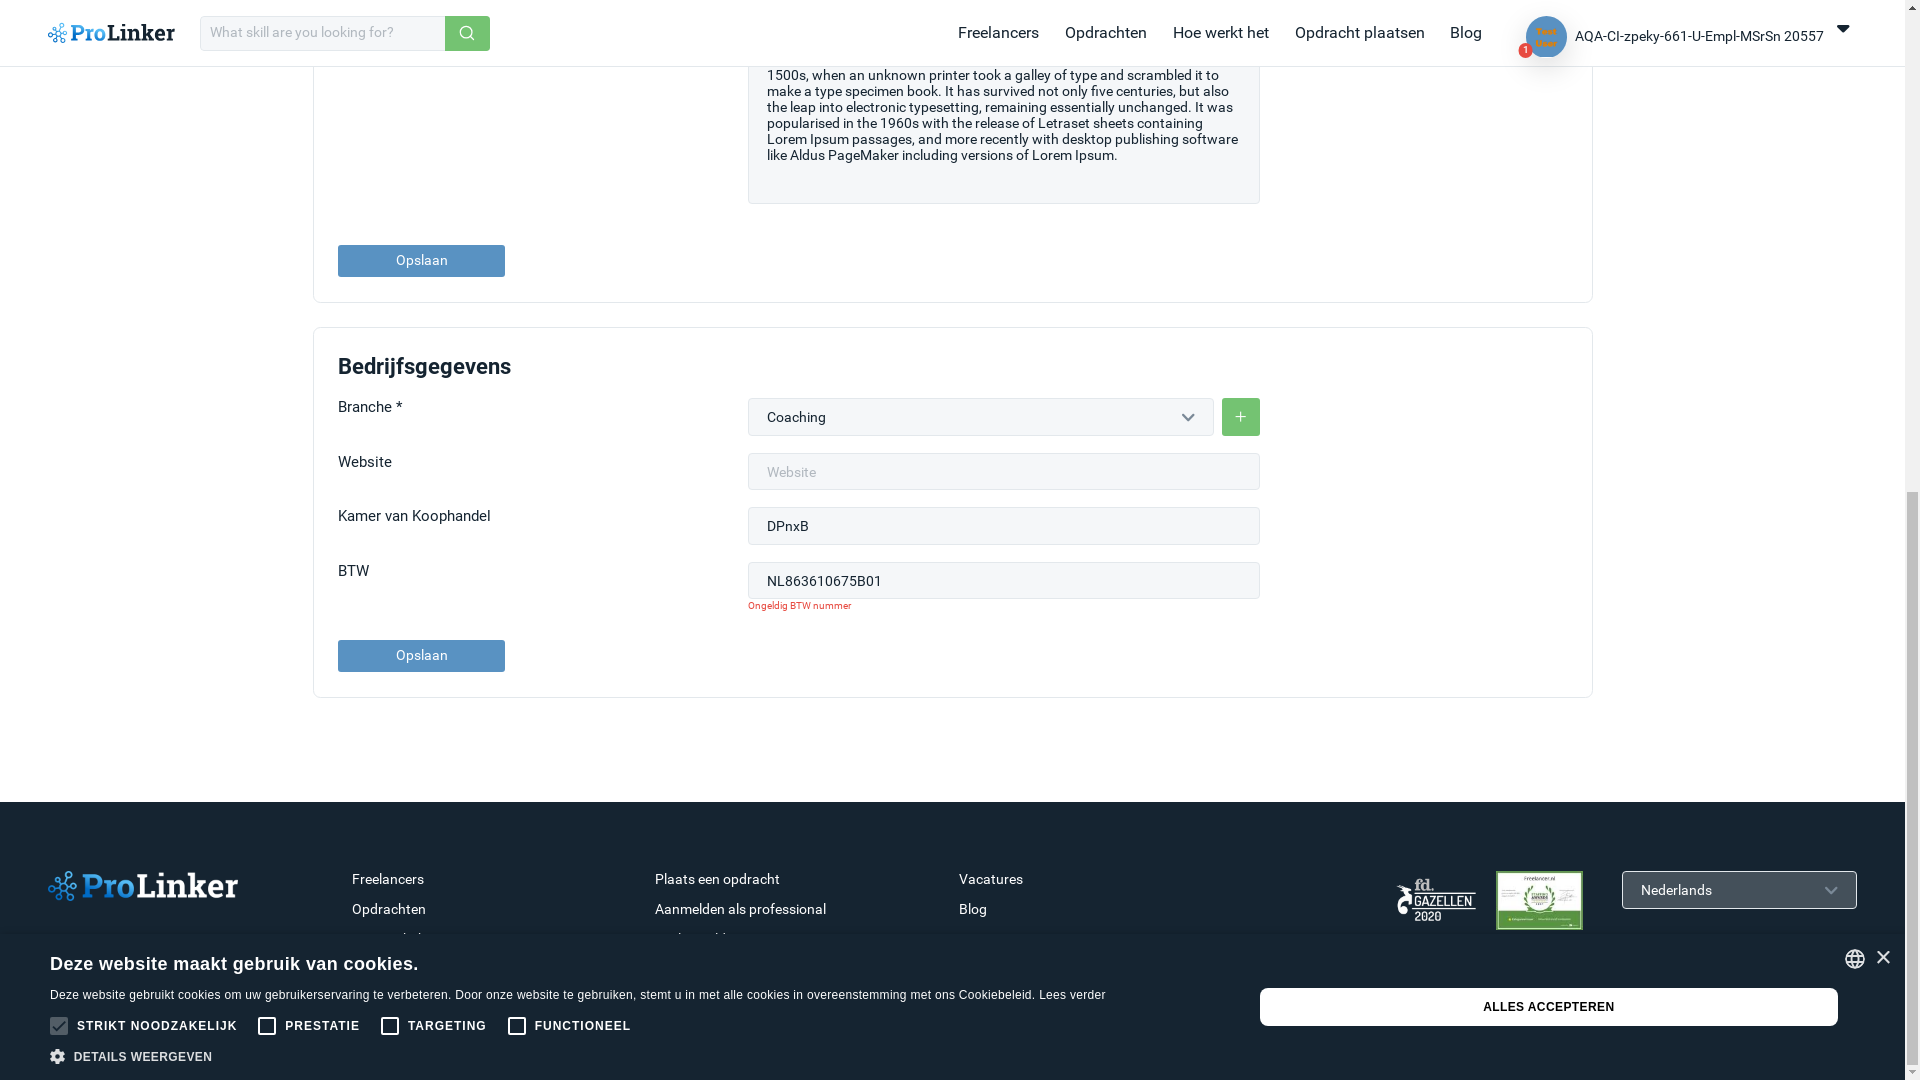 ProLinker
What skill are you looking for?
Freelancers
Opdrachten
Hoe werkt het
Opdracht plaatsen
Blog
1
Test
User
AQA-CI-zpeky-661-U-Empl-MSrSn 20557
1500s, when an unknown printer took a galley of type and scrambled it to
make a type specimen book. It has survived not only five centuries, but also
the leap into electronic typesetting, remaining essentially unchanged. It was
popularised in the 1960s with the release of Letraset sheets containing
Lorem Ipsum passages, and more recently with desktop publishing software
like Aldus PageMaker including versions of Lorem Ipsum.
Opslaan
Bedrijfsgegevens
Branche *
Coaching
+
Website
Website
Kamer van Koophandel
DPnxB
BTW
NL863610675B01
Ongeldig BTW nummer
Opslaan
ProLinker
Freelancers
Plaats een opdracht
Vacatures
Opdrachten
Aanmelden als professional
Blog
fd.
GAZELLEN
2020
Freelancer.nl
Nederlands
Deze website maakt gebruik van cookies.
Deze website gebruikt cookies om uw gebruikerservaring te verbeteren. Door onze website te gebruiken, stemt u in met alle cookies in overeenstemming met ons Cookiebeleid. Lees verder
STRIKT NOODZAKELIJK
PRESTATIE
TARGETING
FUNCTIONEEL
DETAILS WEERGEVEN
ALLES ACCEPTEREN
×